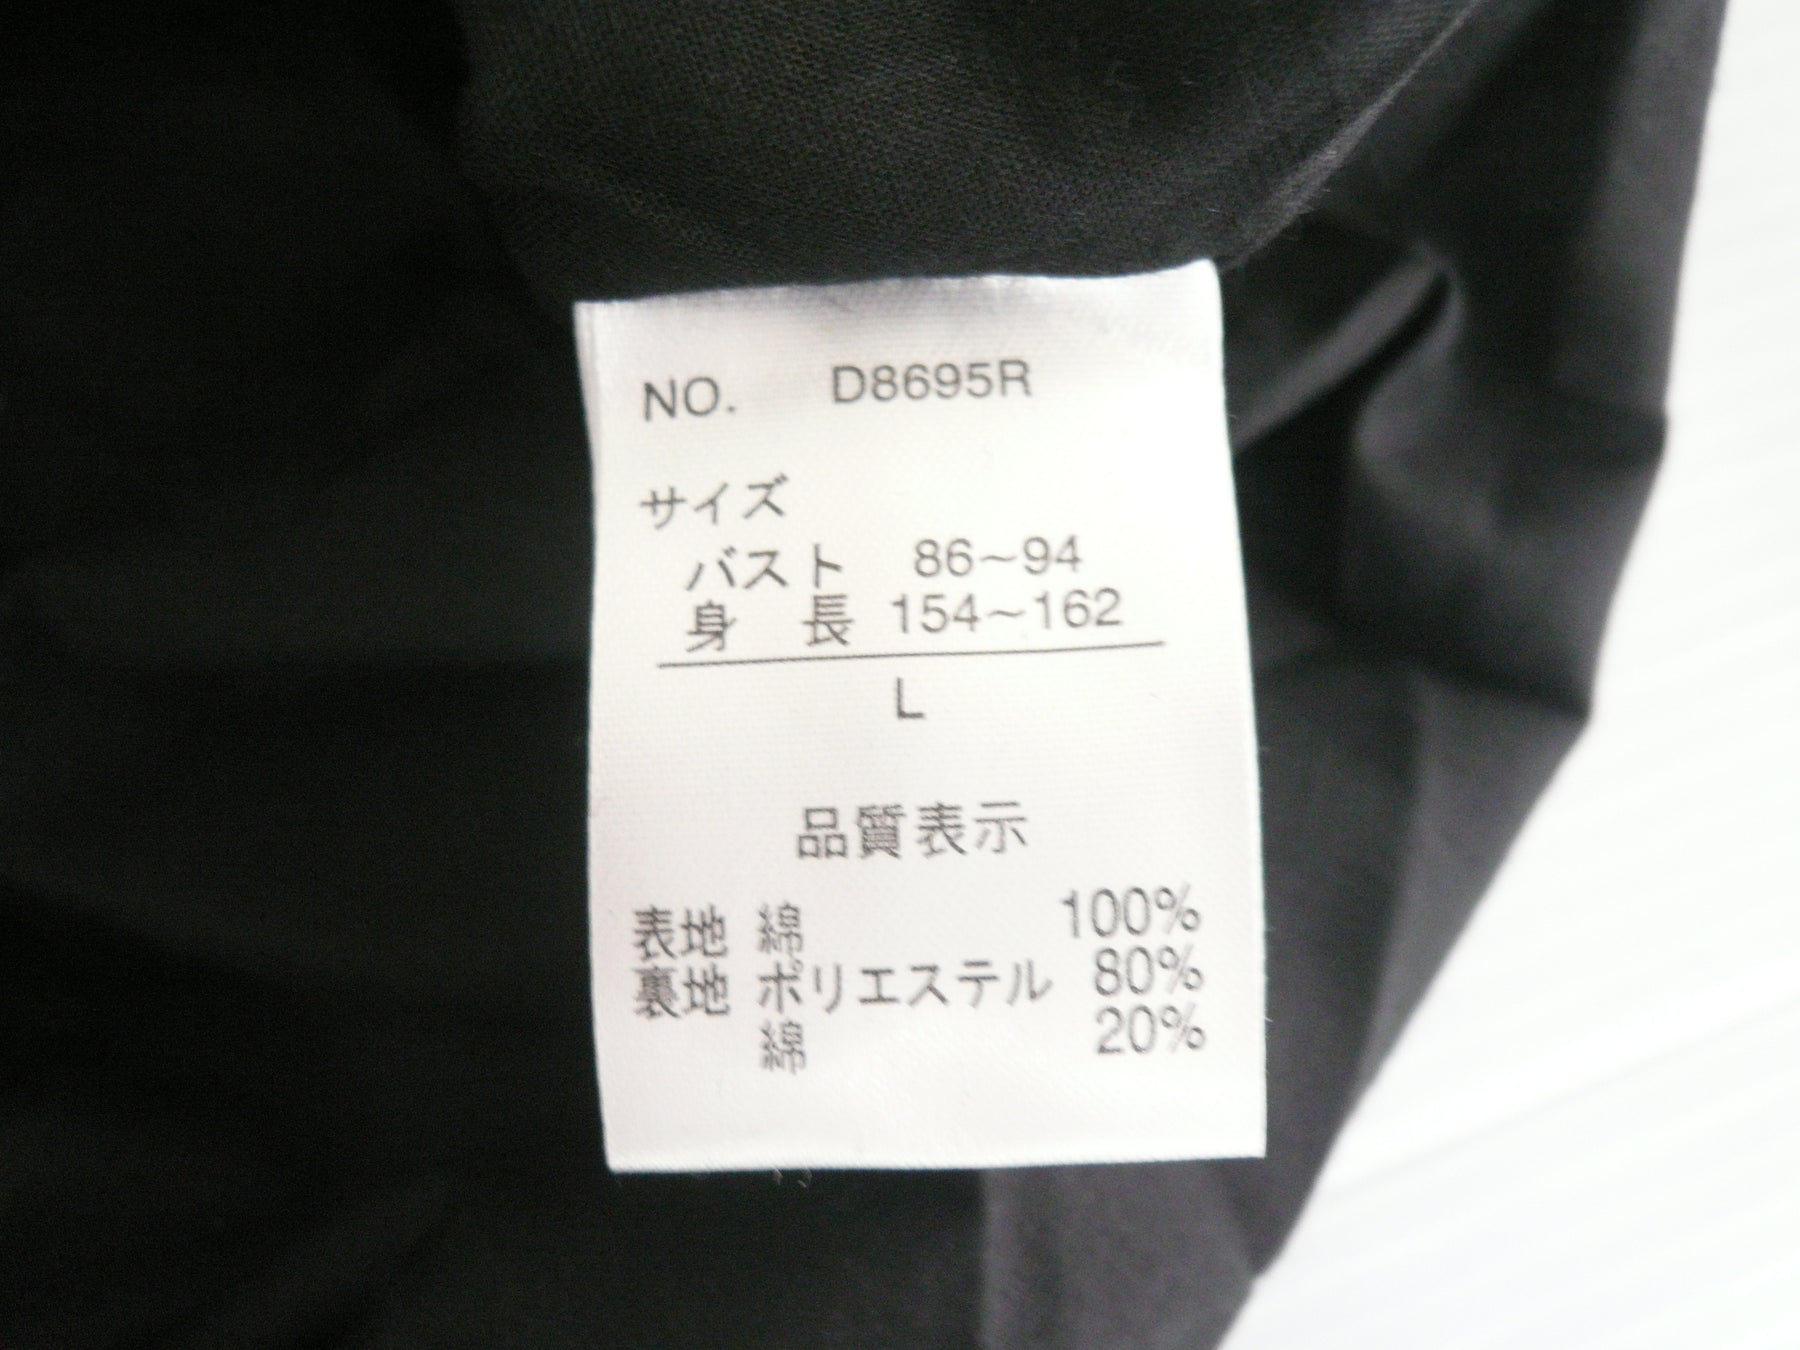 NO. D8695R
サイズ
バスト 86~94
身 長 154~162
L
品質表示
表地 綿 100%
裏地 ポリエステル 80%
綿 20%